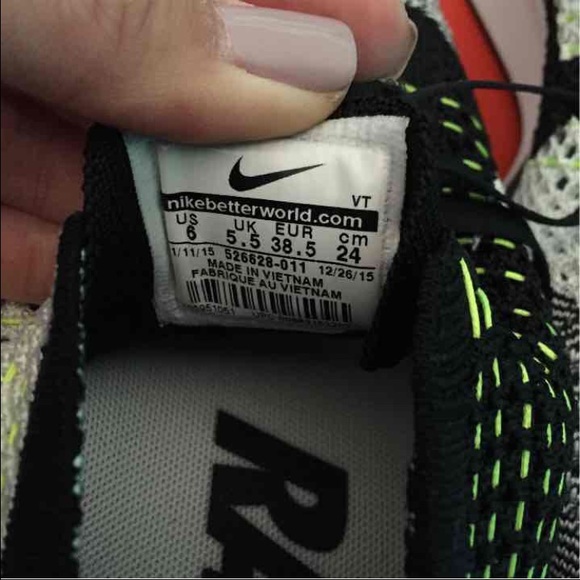 VT
nikebetterworld.com
US UK EUR cm
6 5.5 38.5 24
1/11/15 526628-011 12/26/15
MADE IN VIETNAM
FABRIQUE AU VIETNAM
RA